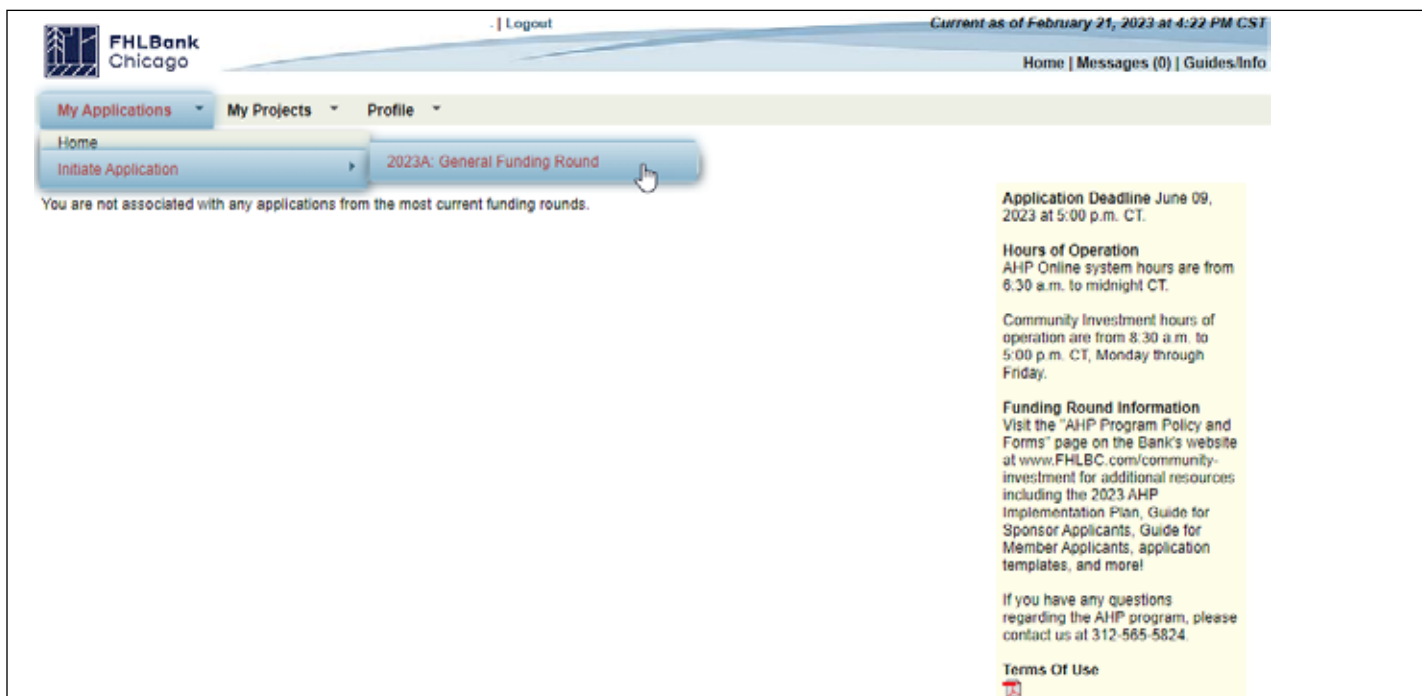 FHLBank
Chicago
. | Logout
Current as of February 21, 2023 at 4:22 PM CST
Home | Messages (0) | Guides/Info
My Applications My Projects Profile
Home
Initiate Application 2023A: General Funding Round
You are not associated with any applications from the most current funding rounds.
Application Deadline June 09,
2023 at 5:00 p.m. CT.
Hours of Operation
AHP Online system hours are from
6:30 a.m. to midnight CT.
Community Investment hours of
operation are from 8:30 a.m. to
5:00 p.m. CT, Monday through
Friday.
Funding Round Information
Visit the "AHP Program Policy and
Forms" page on the Bank's website
at www.FHLBC.com/community-
investment for additional resources
including the 2023 AHP
Implementation Plan, Guide for
Sponsor Applicants, Guide for
Member Applicants, application
templates, and more!
If you have any questions
regarding the AHP program, please
contact us at 312-565-5824.
Terms Of Use